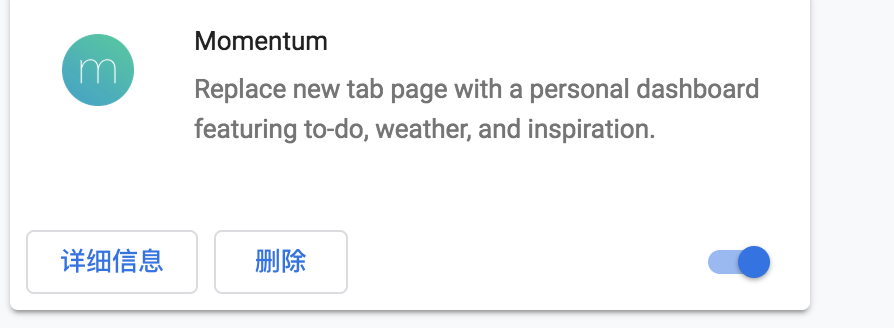 m
Momentum
Replace new tab page with a personal dashboard
featuring to-do, weather, and inspiration.
详细信息 删除